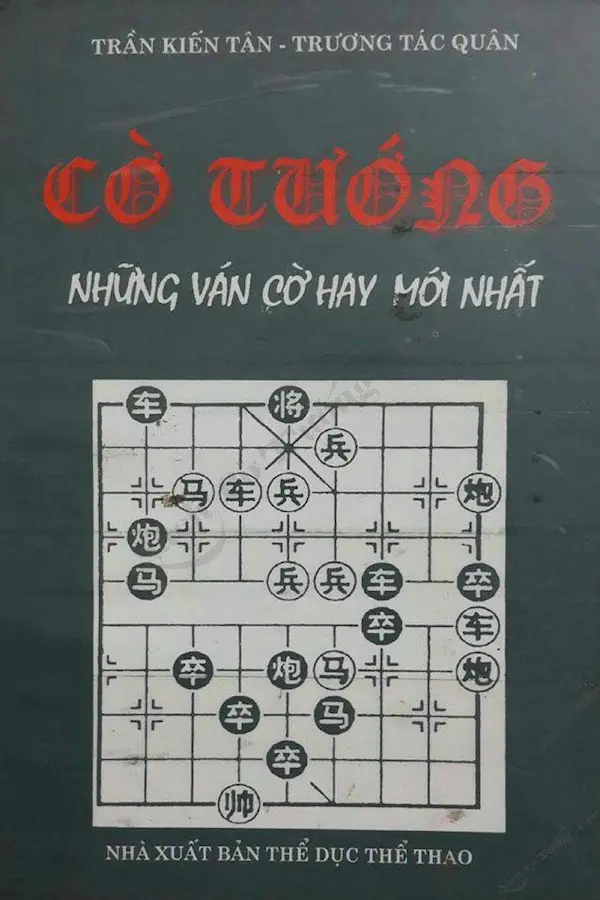 TRẦN KIẾN TÂN - TRƯƠNG TÁC QUÂN
CỜ TƯỚNG
NHỮNG VÁN CỜ HAY MỚI NHẤT
车 将
兵
马 车 兵 炮
炮
马 兵 兵 车 卒
卒 车
卒 炮 马 炮
卒 马
卒
帅
NHÀ XUẤT BẢN THỂ DỤC THỂ THAO